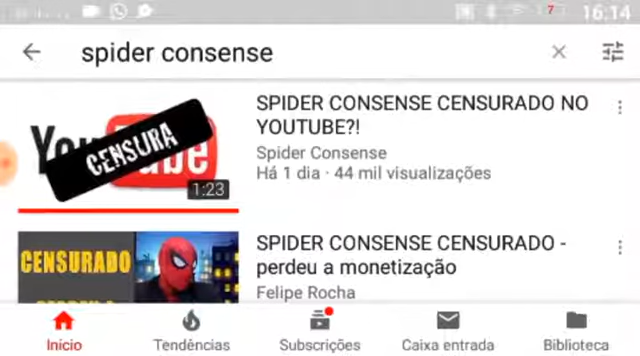 7 16.14
spider consense
YouTube
CENSURA
1:23
SPIDER CONSENSE CENSURADO NO
YOUTUBE?!
Spider Consense
Há 1 dia · 44 mil visualizações
CENSURADO
SPIDER CONSENSE CENSURADO -
perdeu a monetização
Felipe Rocha
Início
Tendências
Subscrições
Caixa entrada
Biblioteca